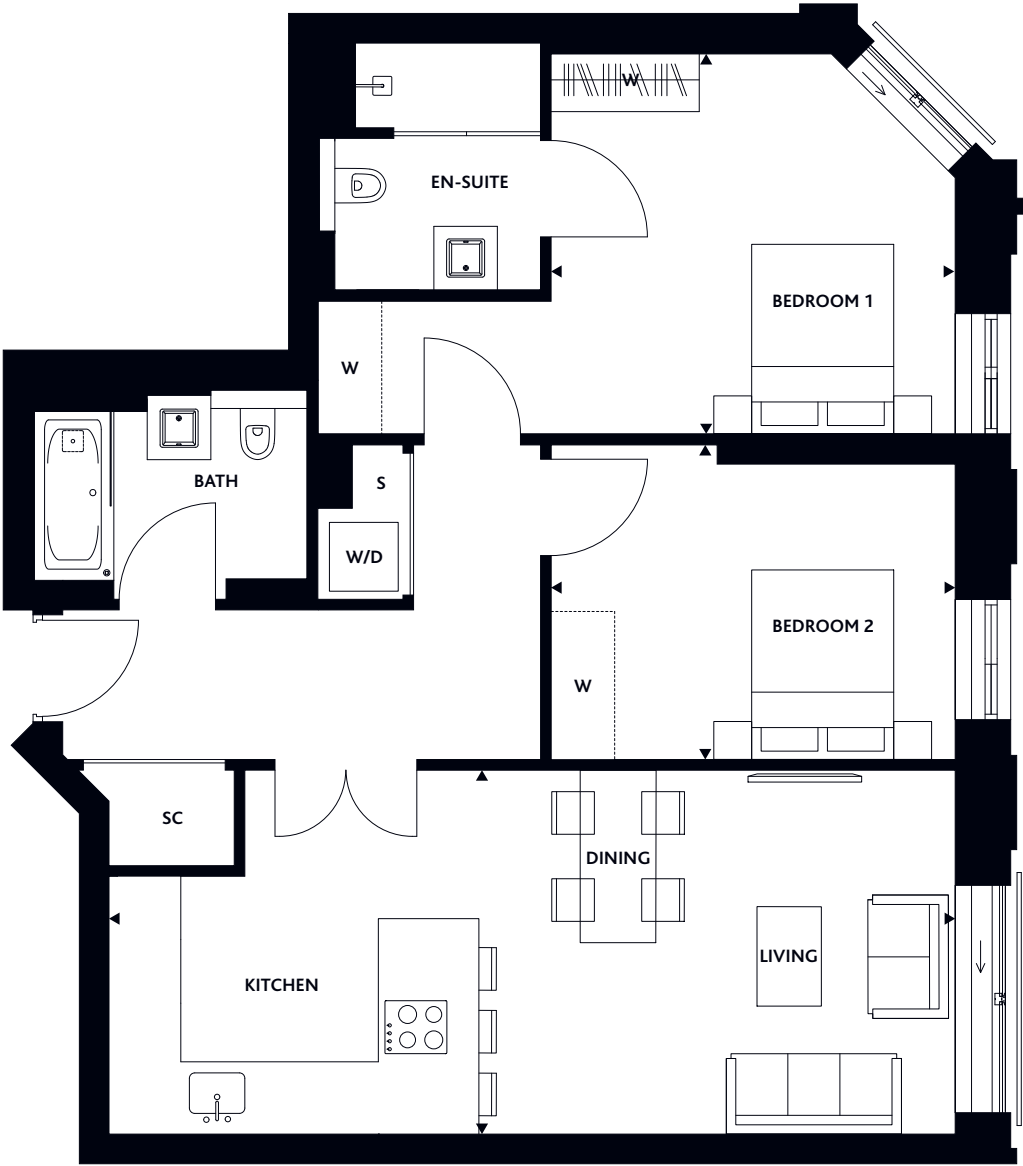 W
EN-SUITE
BEDROOM 1
W
BATH
S
W/D
BEDROOM 2
W
SC
DINING
LIVING
KITCHEN